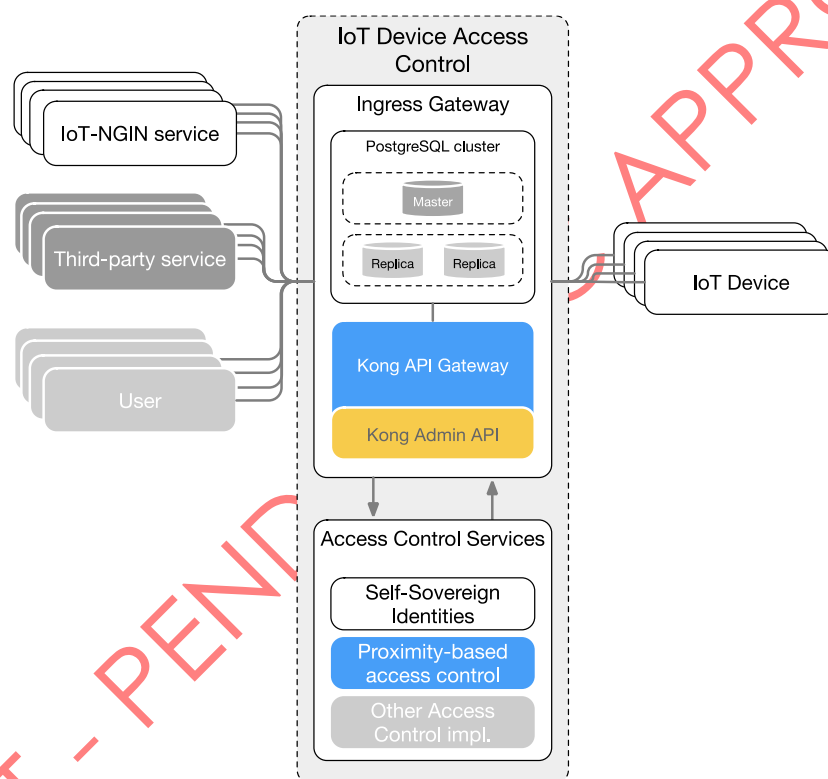 IoT Device Access
Control
Ingress Gateway
PostgreSQL cluster
Master
Replica
Replica
Kong API Gateway
Kong Admin API
IoT-NGIN service
Third-party service
User
IoT Device
Access Control Services
Self-Sovereign
Identities
Proximity-based
access control
Other Access
Control impl.